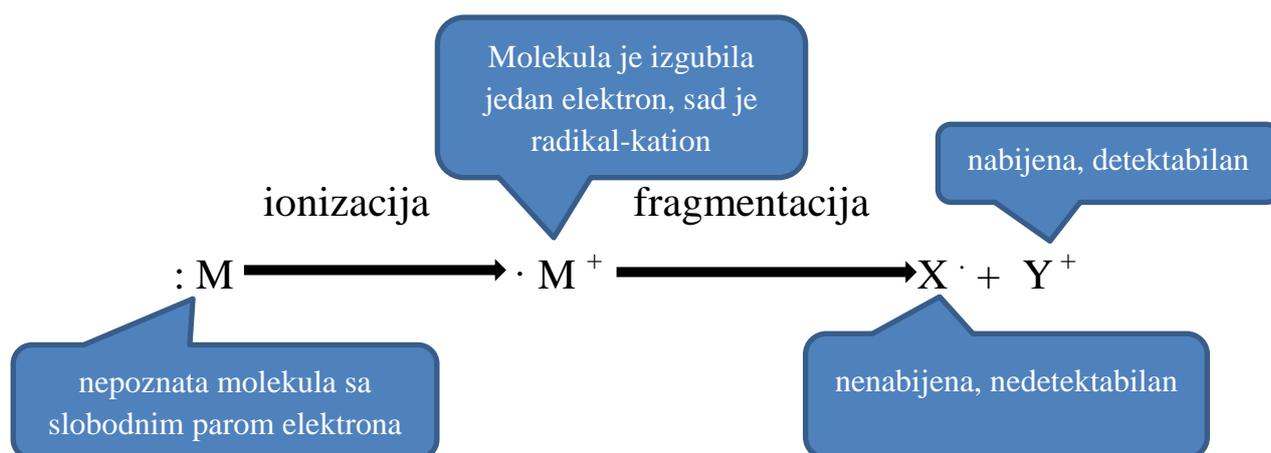 Molekula je izgubila
jedan elektron, sad je
radikal-kation
nabijena, detektabilan
ionizacija
fragmentacija
: M · M + X · + Y +
nenabijena, nedetektabilan
nepoznata molekula sa
slobodnim parom elektrona